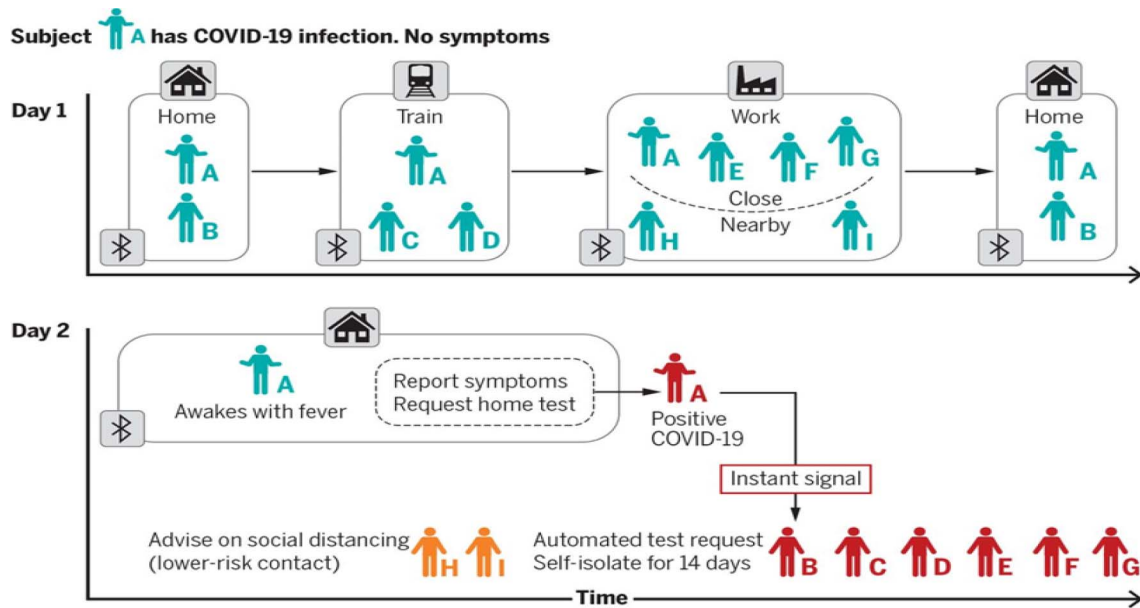 Subject A has COVID-19 infection. No symptoms
Day 1
Home
A
B
Train
A
C D
Work
A E F G
Close
Nearby
H I
Home
A
B
Day 2
A
Awakes with fever
Report symptoms
Request home test
A
Positive
COVID-19
Instant signal
Advise on social distancing
(lower-risk contact)
H I
Automated test request
Self-isolate for 14 days
B C D E F G
Time